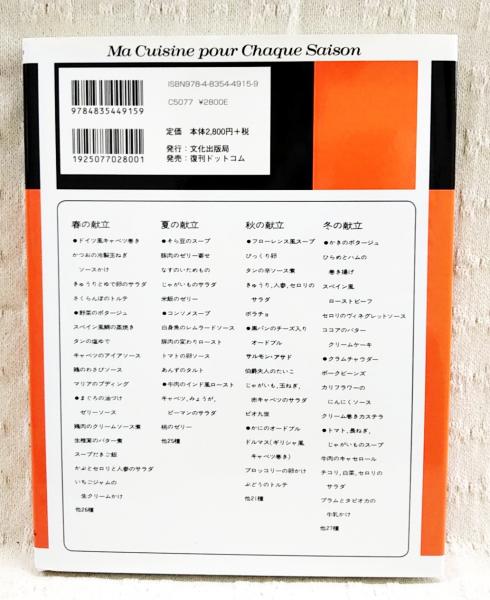 Ma Cuisine pour Chaque Saison
ISBN978-4-8354-4915-9
C5077 ¥2800E
9784835449159
定価 本体2,800円+税
1925077028001
発行：文化出版局
発売：復刊ドットコム
春の献立
●ドイツ風キャベツ巻き
かつおの冷製玉ねぎ
ソースかけ
きゅうりとゆで卵のサラダ
さくらんぼのトルテ
●野菜のポタージュ
スペイン風鯛の蒸焼き
タンの塩ゆで
キャベツのアイアソース
鶏のわさびソース
マリアのプディング
●まぐろの油づけ
ゼリーソース
鶏肉のクリームソース煮
生椎茸のバター煮
スープだきご飯
かぶとセロリと人参のサラダ
いちごジャムの
生クリームかけ
他26種
夏の献立
●そら豆のスープ
豚肉のゼリー寄せ
なすのいためもの
じゃがいものサラダ
米飯のゼリー
●コンソメスープ
白身魚のレムラードソース
豚肉の変わりロースト
トマトの卵ソース
あんずのタルト
●牛肉のインド風ロースト
キャベツ、みょうが、
ピーマンのサラダ
桃のゼリー
他25種
秋の献立
●フローレンス風スープ
びっくり卵
タンの辛ソース煮
きゅうり、人参、セロリの
サラダ
ボラチョ
●黒パンのチーズ入り
オードブル
サルモン・アサド
伯爵夫人のたいこ
じゃがいも、玉ねぎ、
赤キャベツのサラダ
ピオ九世
●かにのオードブル
ドルマス(ギリシャ風
キャベツ巻き)
ブロッコリーの卵かけ
ぶどうのトルテ
他21種
冬の献立
●かきのポタージュ
ひらめとハムの
巻き揚げ
スペイン風
ローストビーフ
セロリのヴィネグレットソース
ココアのバター
クリームケーキ
●クラムチャウダー
ポークビーンズ
カリフラワーの
にんにくソース
クリーム巻きカステラ
●トマト、長ねぎ、
じゃがいものスープ
牛肉のキャセロール
チコリ、白菜、セロリの
サラダ
プラムとタピオカの
牛乳かけ
他27種